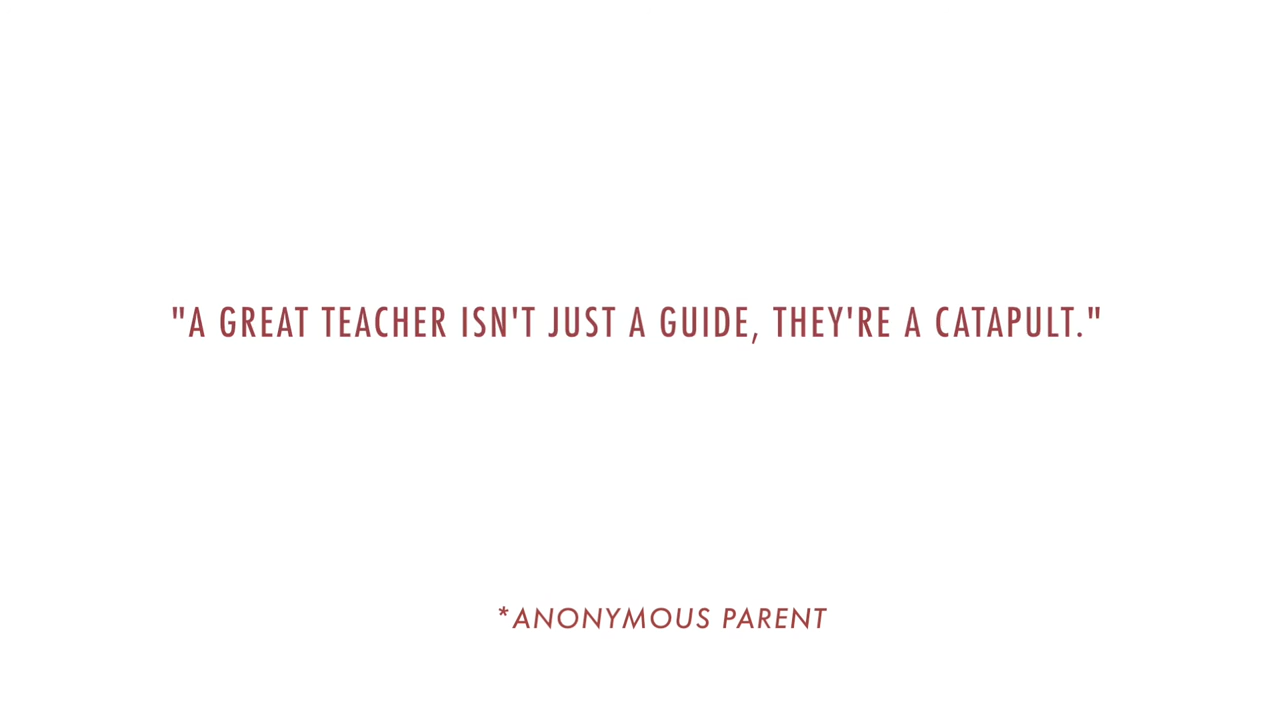 "A GREAT TEACHER ISN'T JUST A GUIDE, THEY'RE A CATAPULT."
*ANONYMOUS PARENT